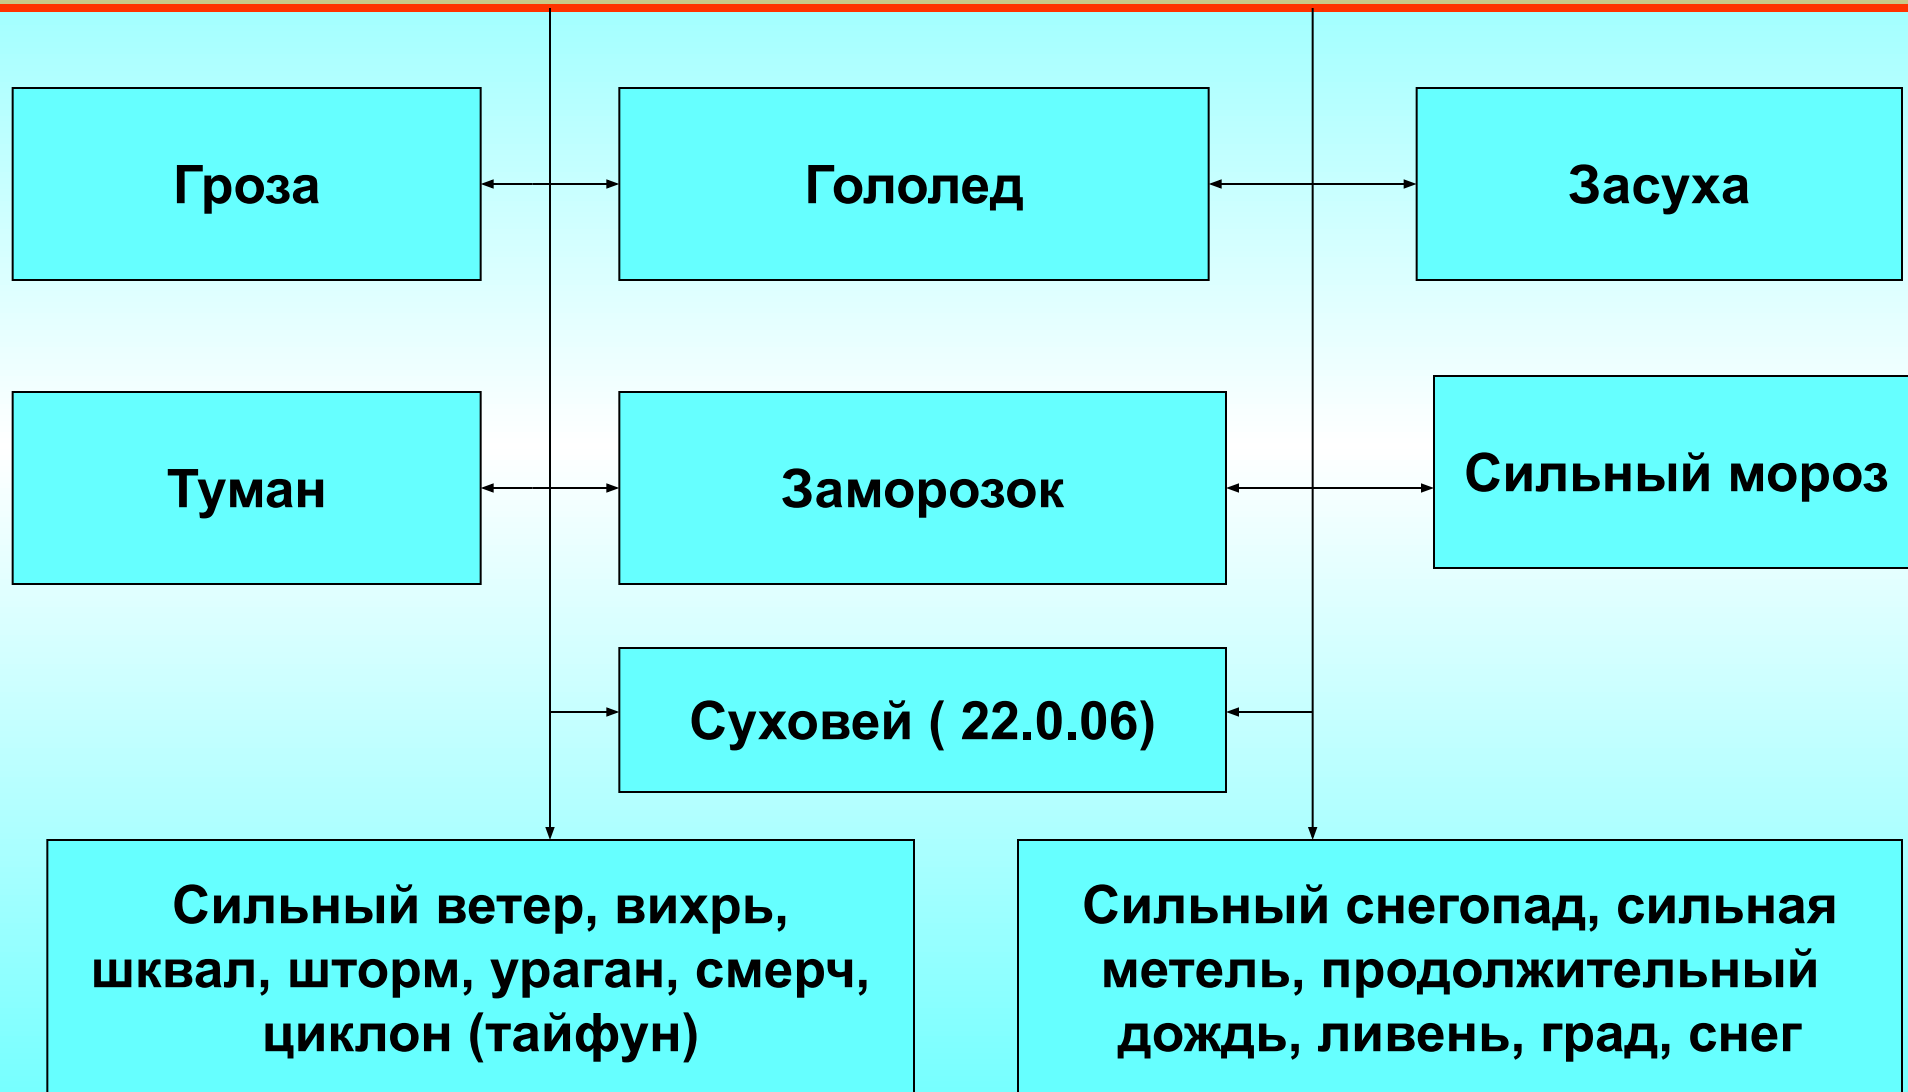 Гроза
Гололед
Засуха
Туман
Заморозок
Сильный мороз
Суховей ( 22.0.06)
Сильный ветер, вихрь,
шквал, шторм, ураган, смерч,
циклон (тайфун)
Сильный снегопад, сильная
метель, продолжительный
дождь, ливень, град, снег